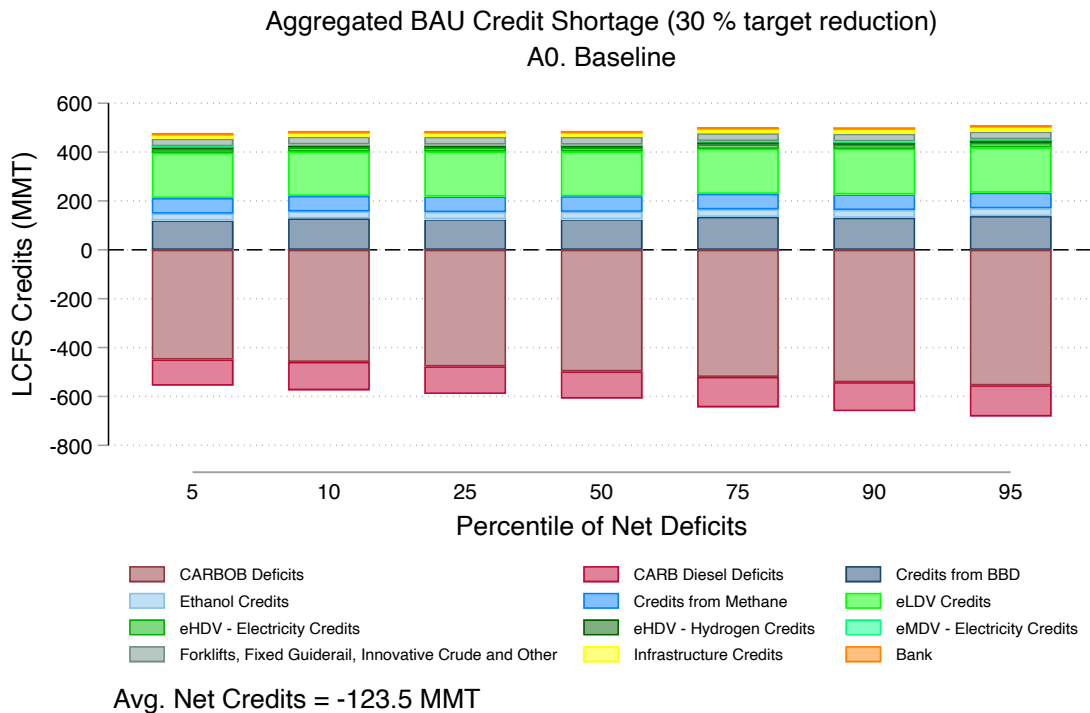 Aggregated BAU Credit Shortage (30 % target reduction)
A0. Baseline
LCFS Credits (MMT)
600
400
200
0
-200
-400
-600
-800
5 10 25 50 75 90 95
Percentile of Net Deficits
CARBOB Deficits CARB Diesel Deficits Credits from BBD
Ethanol Credits Credits from Methane eLDV Credits
eHDV - Electricity Credits eHDV - Hydrogen Credits eMDV - Electricity Credits
Forklifts, Fixed Guiderail, Innovative Crude and Other Infrastructure Credits Bank
Avg. Net Credits = -123.5 MMT